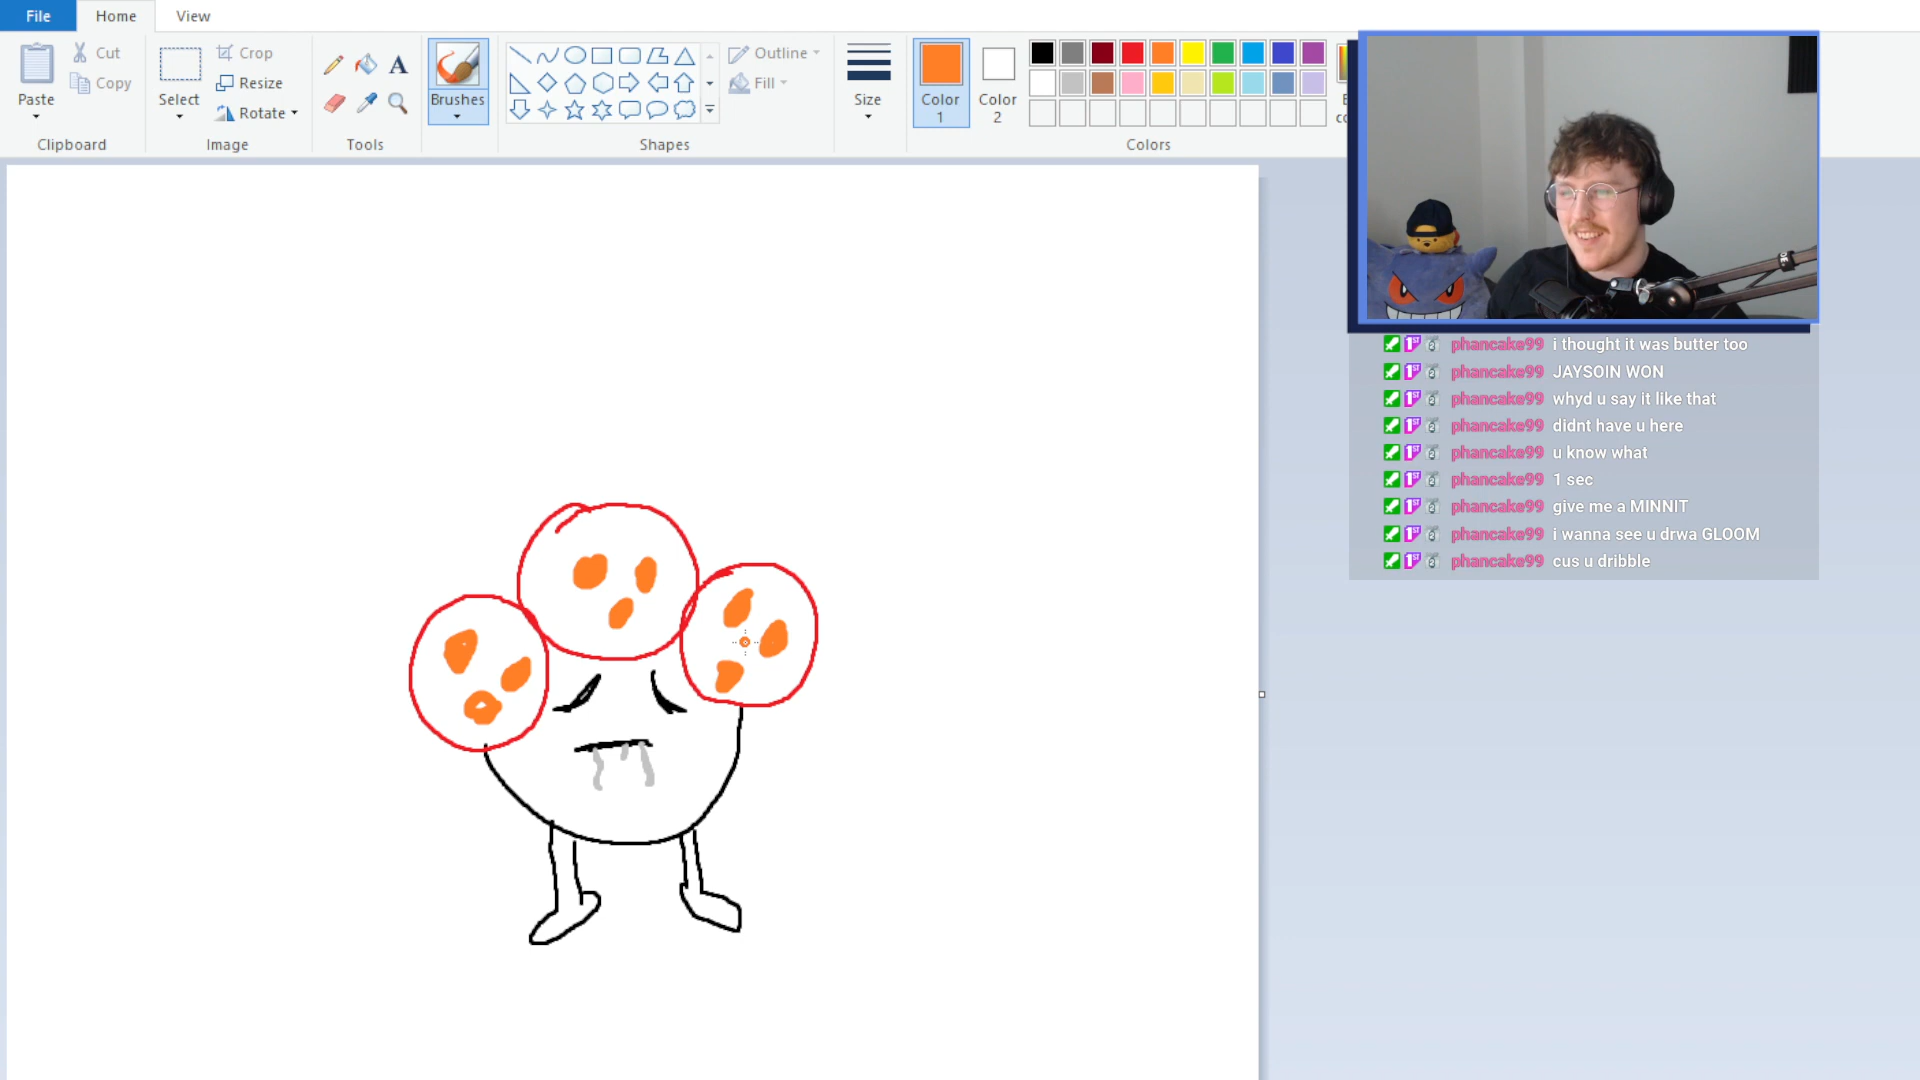 File Home View
Paste
Cut
Copy
Clipboard
Select
Crop
Resize
Rotate
Image
A
Tools
Brushes
Shapes
Outline
Fill
Size
Color 1
Color 2
Colors
phancake99 i thought it was butter too
phancake99 JAYSOIN WON
phancake99 whyd u say it like that
phancake99 didnt have u here
phancake99 u know what
phancake99 1 sec
phancake99 give me a MINNIT
phancake99 i wanna see u drwa GLOOM
phancake99 cus u dribble